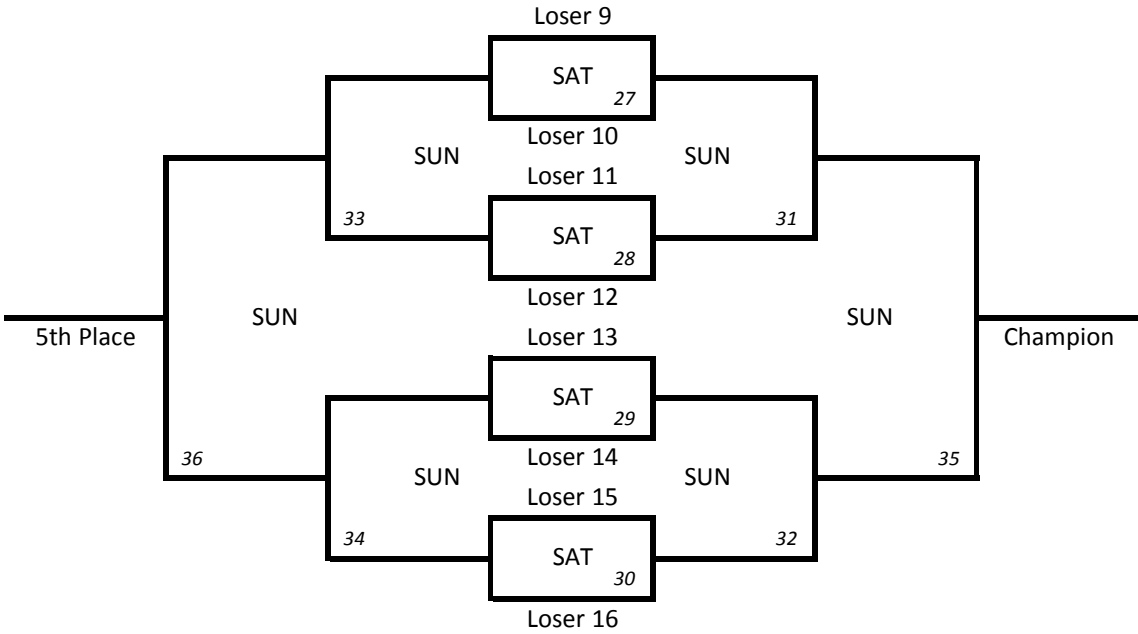 Loser 9
SAT
27
Loser 10
SUN
SUN
Loser 11
33
31
SAT
28
Loser 12
SUN
SUN
5th Place
Champion
Loser 13
SAT
29
Loser 14
36
35
SUN
SUN
Loser 15
34
32
SAT
30
Loser 16